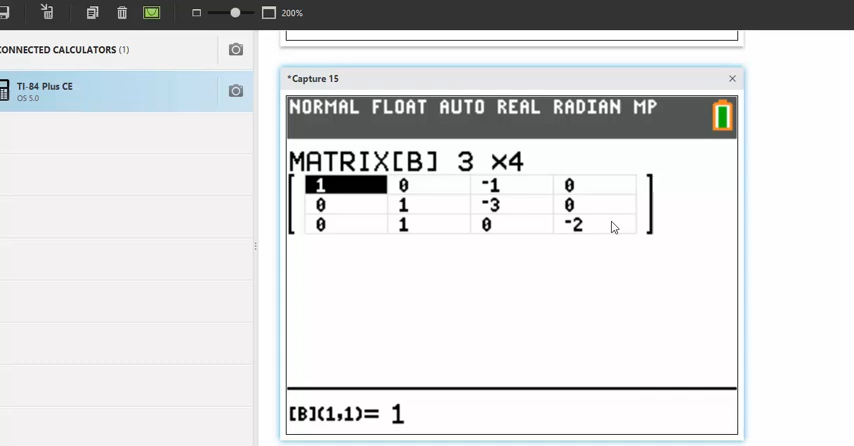 200%
ONNECTED CALCULATORS (1)
TI-84 Plus CE
OS 5.0
*Capture 15
NORMAL FLOAT AUTO REAL RADIAN MP
MATRIX[B] 3 ×4
1 0 -1 0
0 1 -3 0
0 1 0 -2
[B](1,1)= 1